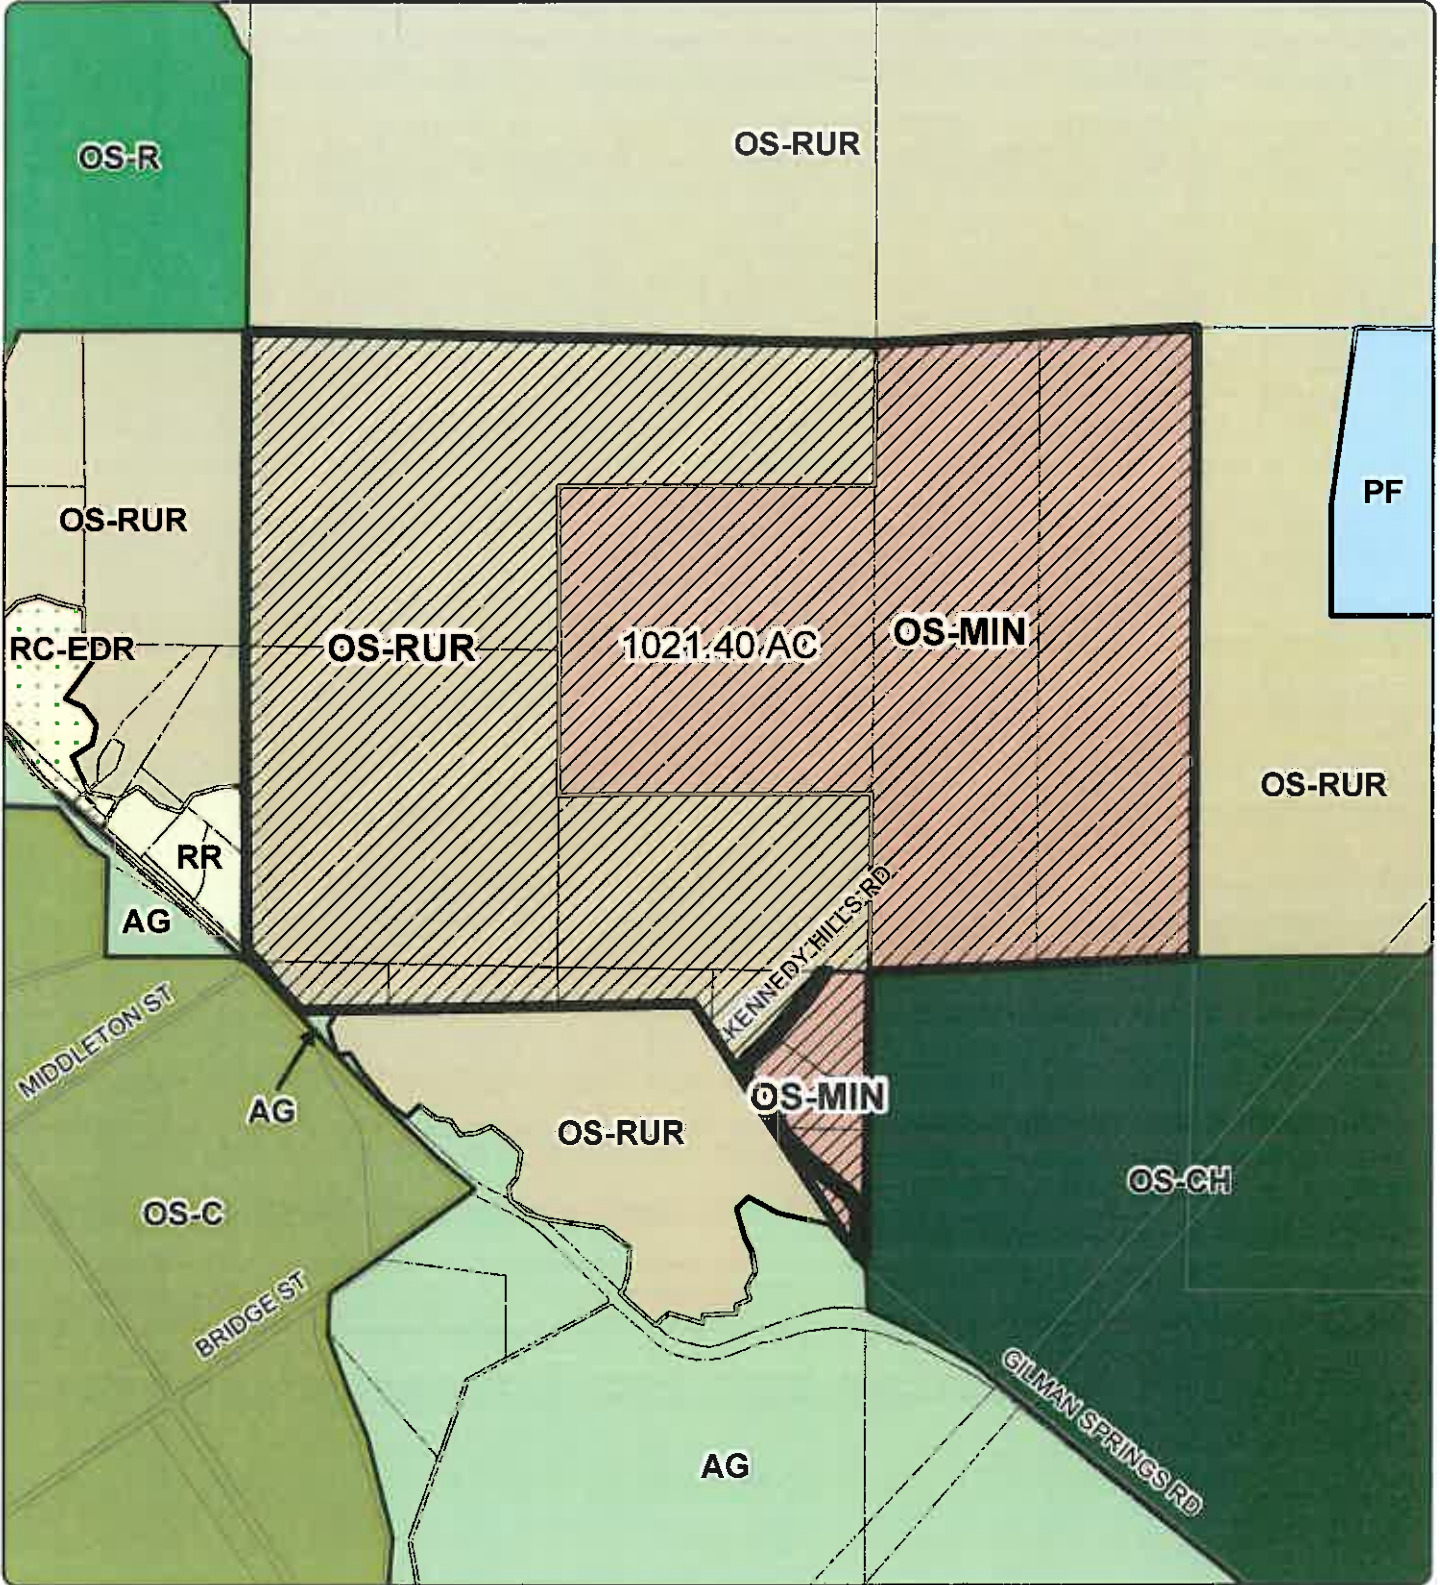 OS-RUR
OS-R
PF
OS-RUR
OS-MIN
1021.40 AC
OS-RUR
RC-EDR
OS-RUR
RR
AG
KENNEDY HILLS RD
MIDDLETON ST
OS-MIN
AG
OS-RUR
OS-CH
OS-C
BRIDGE ST
GILMAN SPRINGS RD
AG